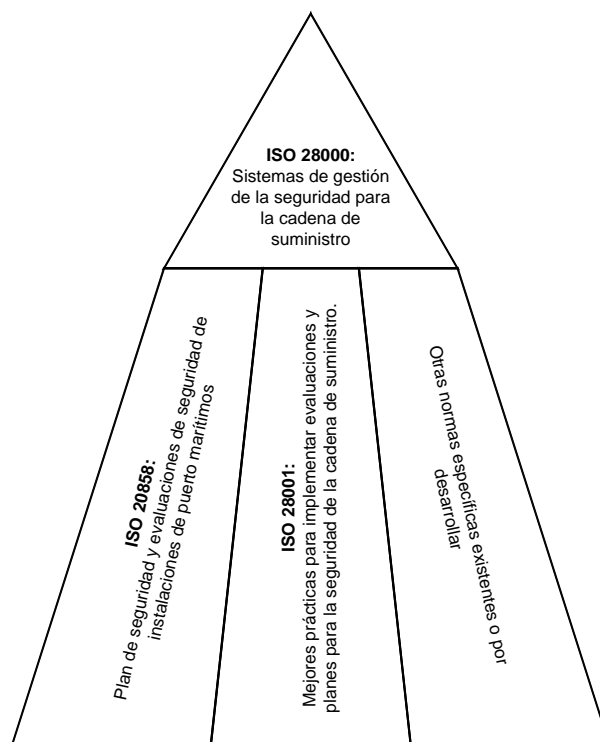 ISO 28000:
Sistemas de gestión
de la seguridad para
la cadena de
suministro
ISO 20858:
Plan de seguridad y evaluaciones de seguridad de
instalaciones de puerto marítimos
ISO 28001:
Mejores prácticas para implementar evaluaciones y
planes para la seguridad de la cadena de suministro.
Otras normas específicas existentes o por
desarrollar